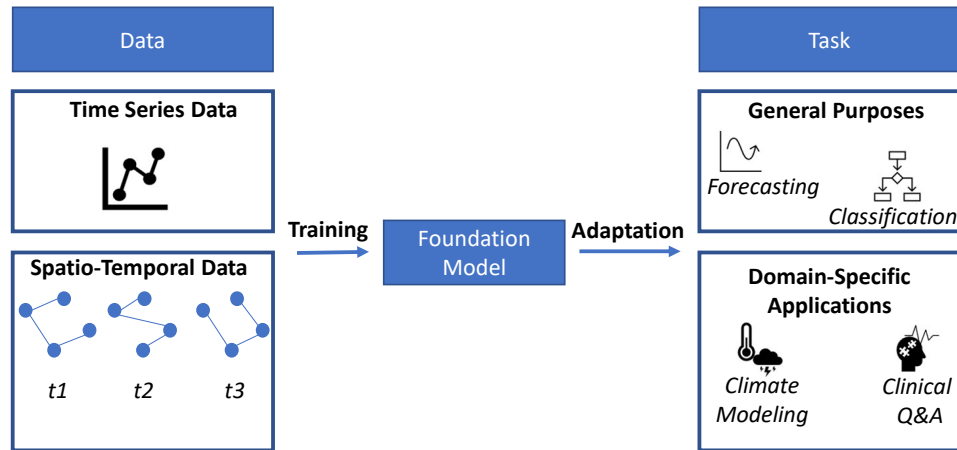 Data
Task
Time Series Data
General Purposes
Forecasting
Classification
Training
Foundation
Model
Adaptation
Spatio-Temporal Data
t1 t2 t3
Domain-Specific
Applications
Climate
Modeling
Clinical
Q&A